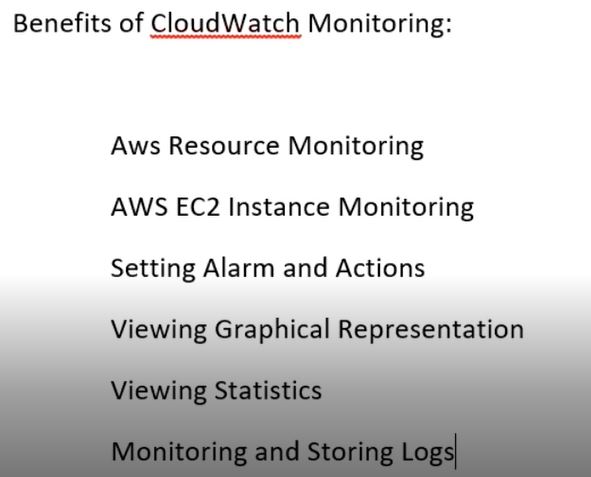 Benefits of CloudWatch Monitoring:
Aws Resource Monitoring
AWS EC2 Instance Monitoring
Setting Alarm and Actions
Viewing Graphical Representation
Viewing Statistics
Monitoring and Storing Logs